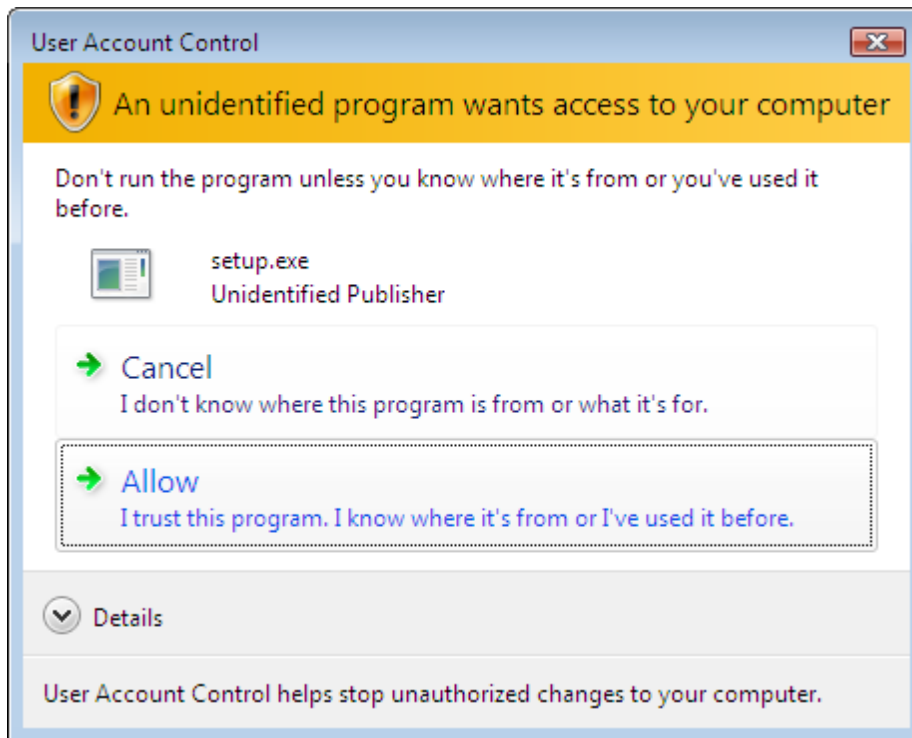 User Account Control
An unidentified program wants access to your computer
Don't run the program unless you know where it's from or you've used it
before.
setup.exe
Unidentified Publisher
Cancel
I don't know where this program is from or what it's for.
Allow
I trust this program. I know where it's from or I've used it before.
Details
User Account Control helps stop unauthorized changes to your computer.